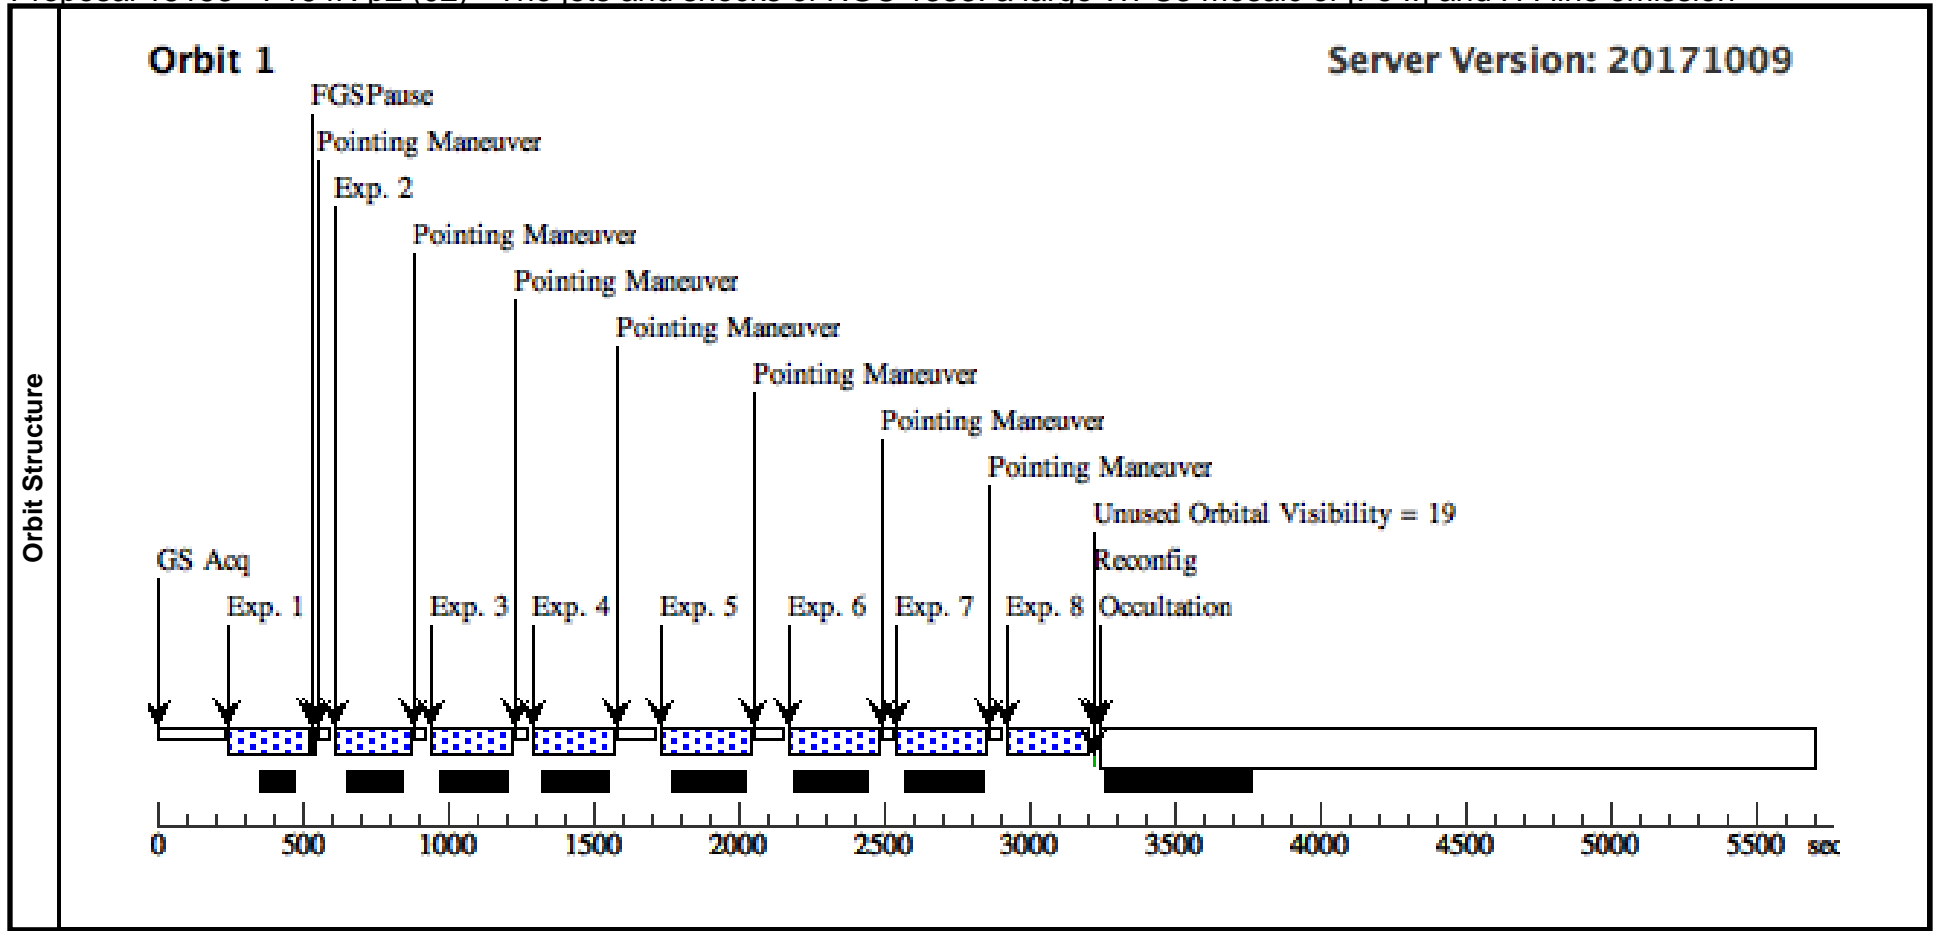 Orbit Structure
Orbit 1
Server Version: 20171009
FGSPause
Pointing Maneuver
Exp. 2
Pointing Maneuver
Pointing Maneuver
Pointing Maneuver
Pointing Maneuver
Pointing Maneuver
Pointing Maneuver
Unused Orbital Visibility = 19
GS Acq
Reconfig
Exp. 1
Exp. 3
Exp. 4
Exp. 5
Exp. 6
Exp. 7
Exp. 8
Occultation
0 500 1000 1500 2000 2500 3000 3500 4000 4500 5000 5500 sec